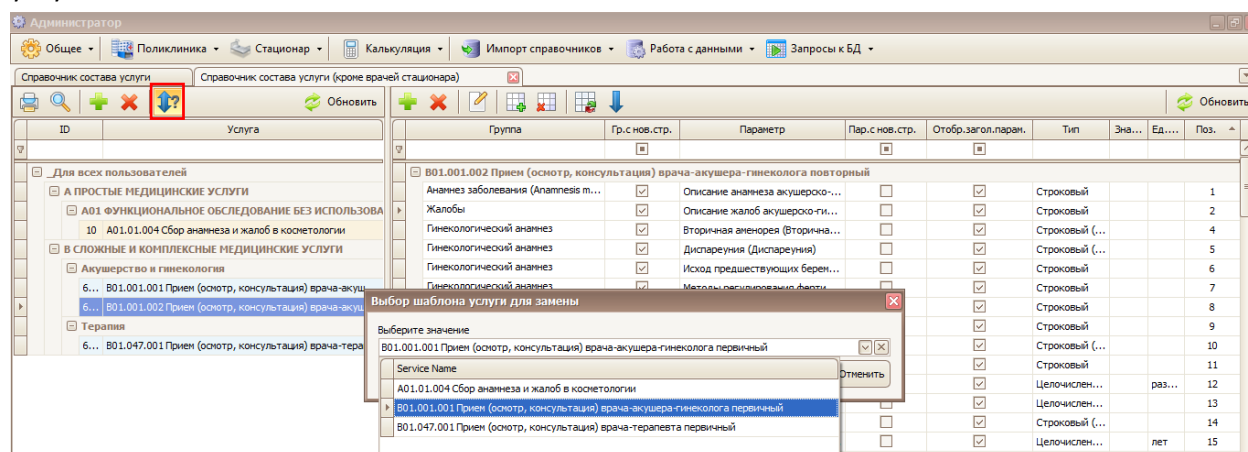 Администратор
Общее Поликлиника Стационар Калькуляция Импорт справочников Работа с данными Запросы к БД
Справочник состава услуги Справочник состава услуги (кроме врачей стационара)
Обновить Обновить
ID Услуга Группа Гр.с нов.стр. Параметр Пар.с нов.стр. Отобр.загол.парам. Тип Зна... Ед.... Поз.
_Для всех пользователей B01.001.002 Прием (осмотр, консультация) врача-акушера-гинеколога повторный
А ПРОСТЫЕ МЕДИЦИНСКИЕ УСЛУГИ Анамнез заболевания (Anamnesis m... Описание анамнеза акушерско-... Строковый 1
A01 ФУНКЦИОНАЛЬНОЕ ОБСЛЕДОВАНИЕ БЕЗ ИСПОЛЬЗОВА Жалобы Описание жалоб акушерско-ги... Строковый 2
10 A01.01.004 Сбор анамнеза и жалоб в косметологии Гинекологический анамнез Вторичная аменорея (Вторична... Строковый (... 4
В СЛОЖНЫЕ И КОМПЛЕКСНЫЕ МЕДИЦИНСКИЕ УСЛУГИ Гинекологический анамнез Диспареуния (Диспареуния) Строковый (... 5
Акушерство и гинекология Гинекологический анамнез Исход предшествующих берем... Строковый 6
6... B01.001.001 Прием (осмотр, консультация) врача-акуш Гинекологический анамнез Методы регулирования ферти... Строковый 7
6... B01.001.002 Прием (осмотр, консультация) врача-акуш Выбор шаблона услуги для замены Строковый 8
Терапия Выберите значение Строковый 9
6... B01.047.001 Прием (осмотр, консультация) врача-тера B01.001.001 Прием (осмотр, консультация) врача-акушера-гинеколога первичный Строковый (... 10
Service Name Отменить Строковый 11
A01.01.004 Сбор анамнеза и жалоб в косметологии Целочислен... раз... 12
B01.001.001 Прием (осмотр, консультация) врача-акушера-гинеколога первичный Целочислен... 13
B01.047.001 Прием (осмотр, консультация) врача-терапевта первичный Строковый (... 14
Целочислен... лет 15